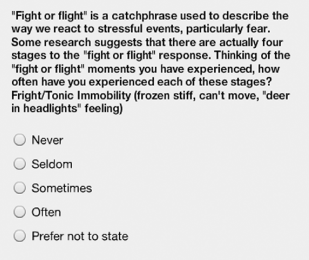 "Fight or flight" is a catchphrase used to describe the
way we react to stressful events, particularly fear.
Some research suggests that there are actually four
stages to the "fight or flight" response. Thinking of the
"fight or flight" moments you have experienced, how
often have you experienced each of these stages?
Fright/Tonic Immobility (frozen stiff, can't move, "deer
in headlights" feeling)
Never
Seldom
Sometimes
Often
Prefer not to state